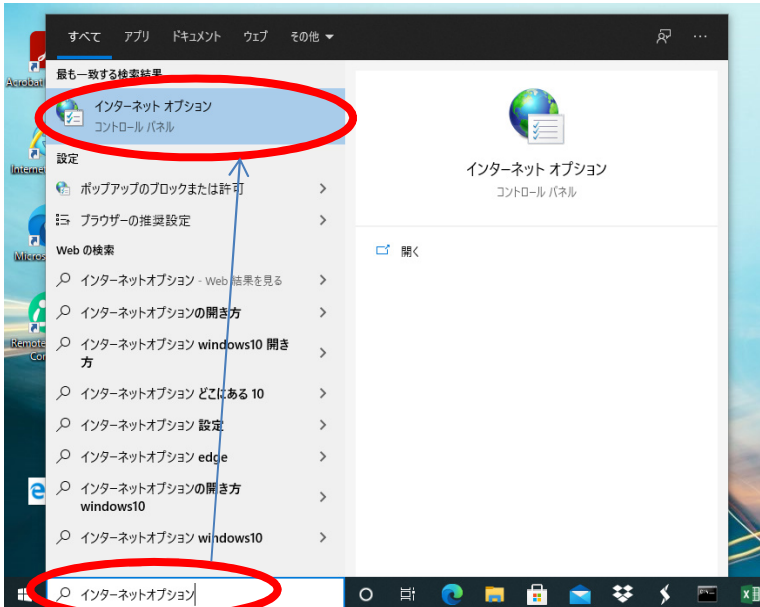 すべて アプリ ドキュメント ウェブ その他
最も一致する検索結果
インターネット オプション
コントロール パネル
設定
ポップアップのブロックまたは許可
ブラウザーの推奨設定
Web の検索
インターネットオプション - Web 結果を見る
インターネットオプションの開き方
インターネットオプション windows10 開き
方
インターネットオプション どこにある 10
インターネットオプション 設定
インターネットオプション edge
インターネットオプションの開き方
windows10
インターネットオプション windows10
インターネットオプション
インターネット オプション
コントロール パネル
開く
Acrobat
Remote